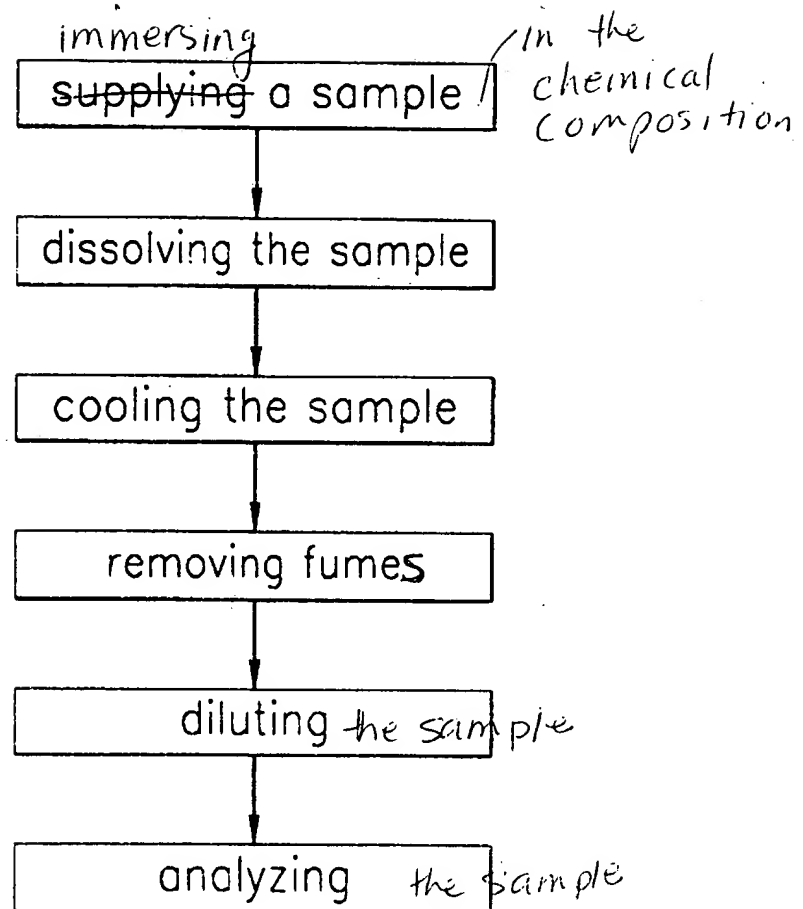 immersing
supplying a sample in the
chemical
composition
dissolving the sample
cooling the sample
removing fumes
diluting the sample
analyzing the sample